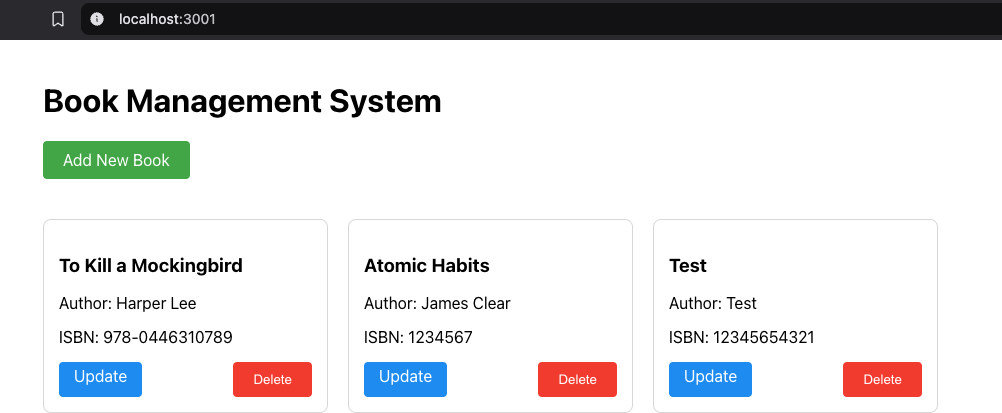 localhost:3001
Book Management System
Add New Book
To Kill a Mockingbird
Author: Harper Lee
ISBN: 978-0446310789
Update
Delete
Atomic Habits
Author: James Clear
ISBN: 1234567
Update
Delete
Test
Author: Test
ISBN: 12345654321
Update
Delete